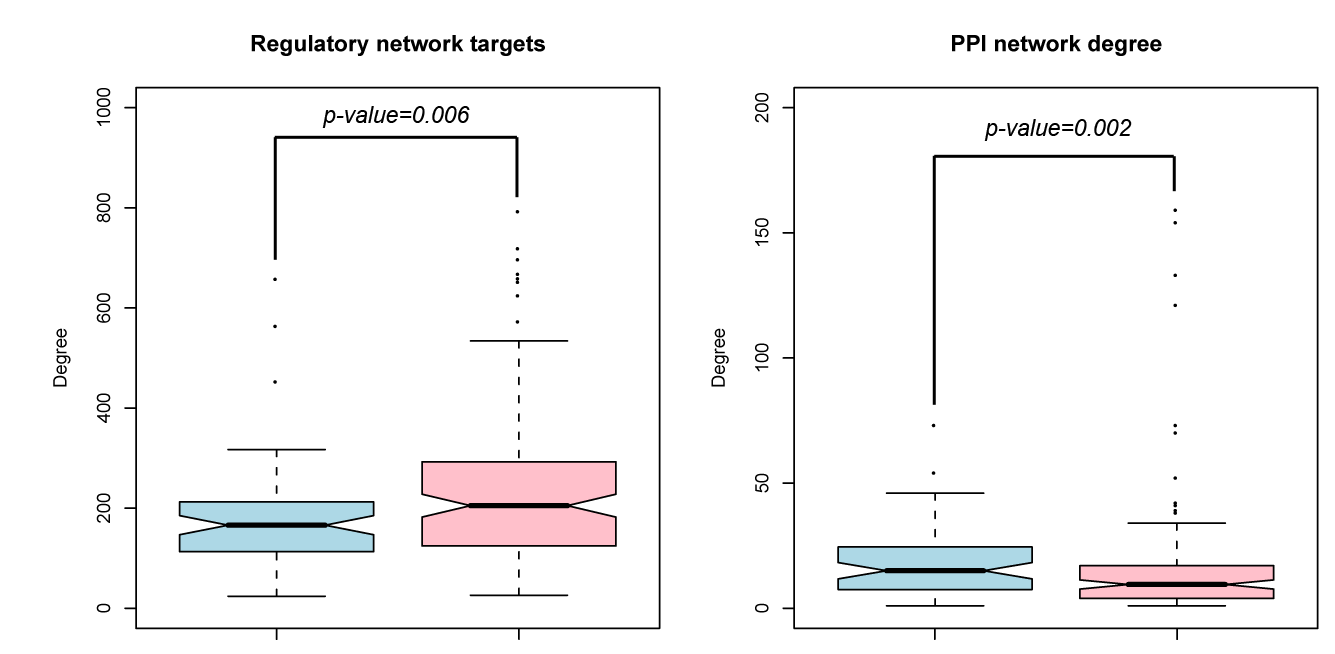 Regulatory network targets
p-value=0.006
Degree
1000
800
600
400
200
0
PPI network degree
p-value=0.002
Degree
200
150
100
50
0